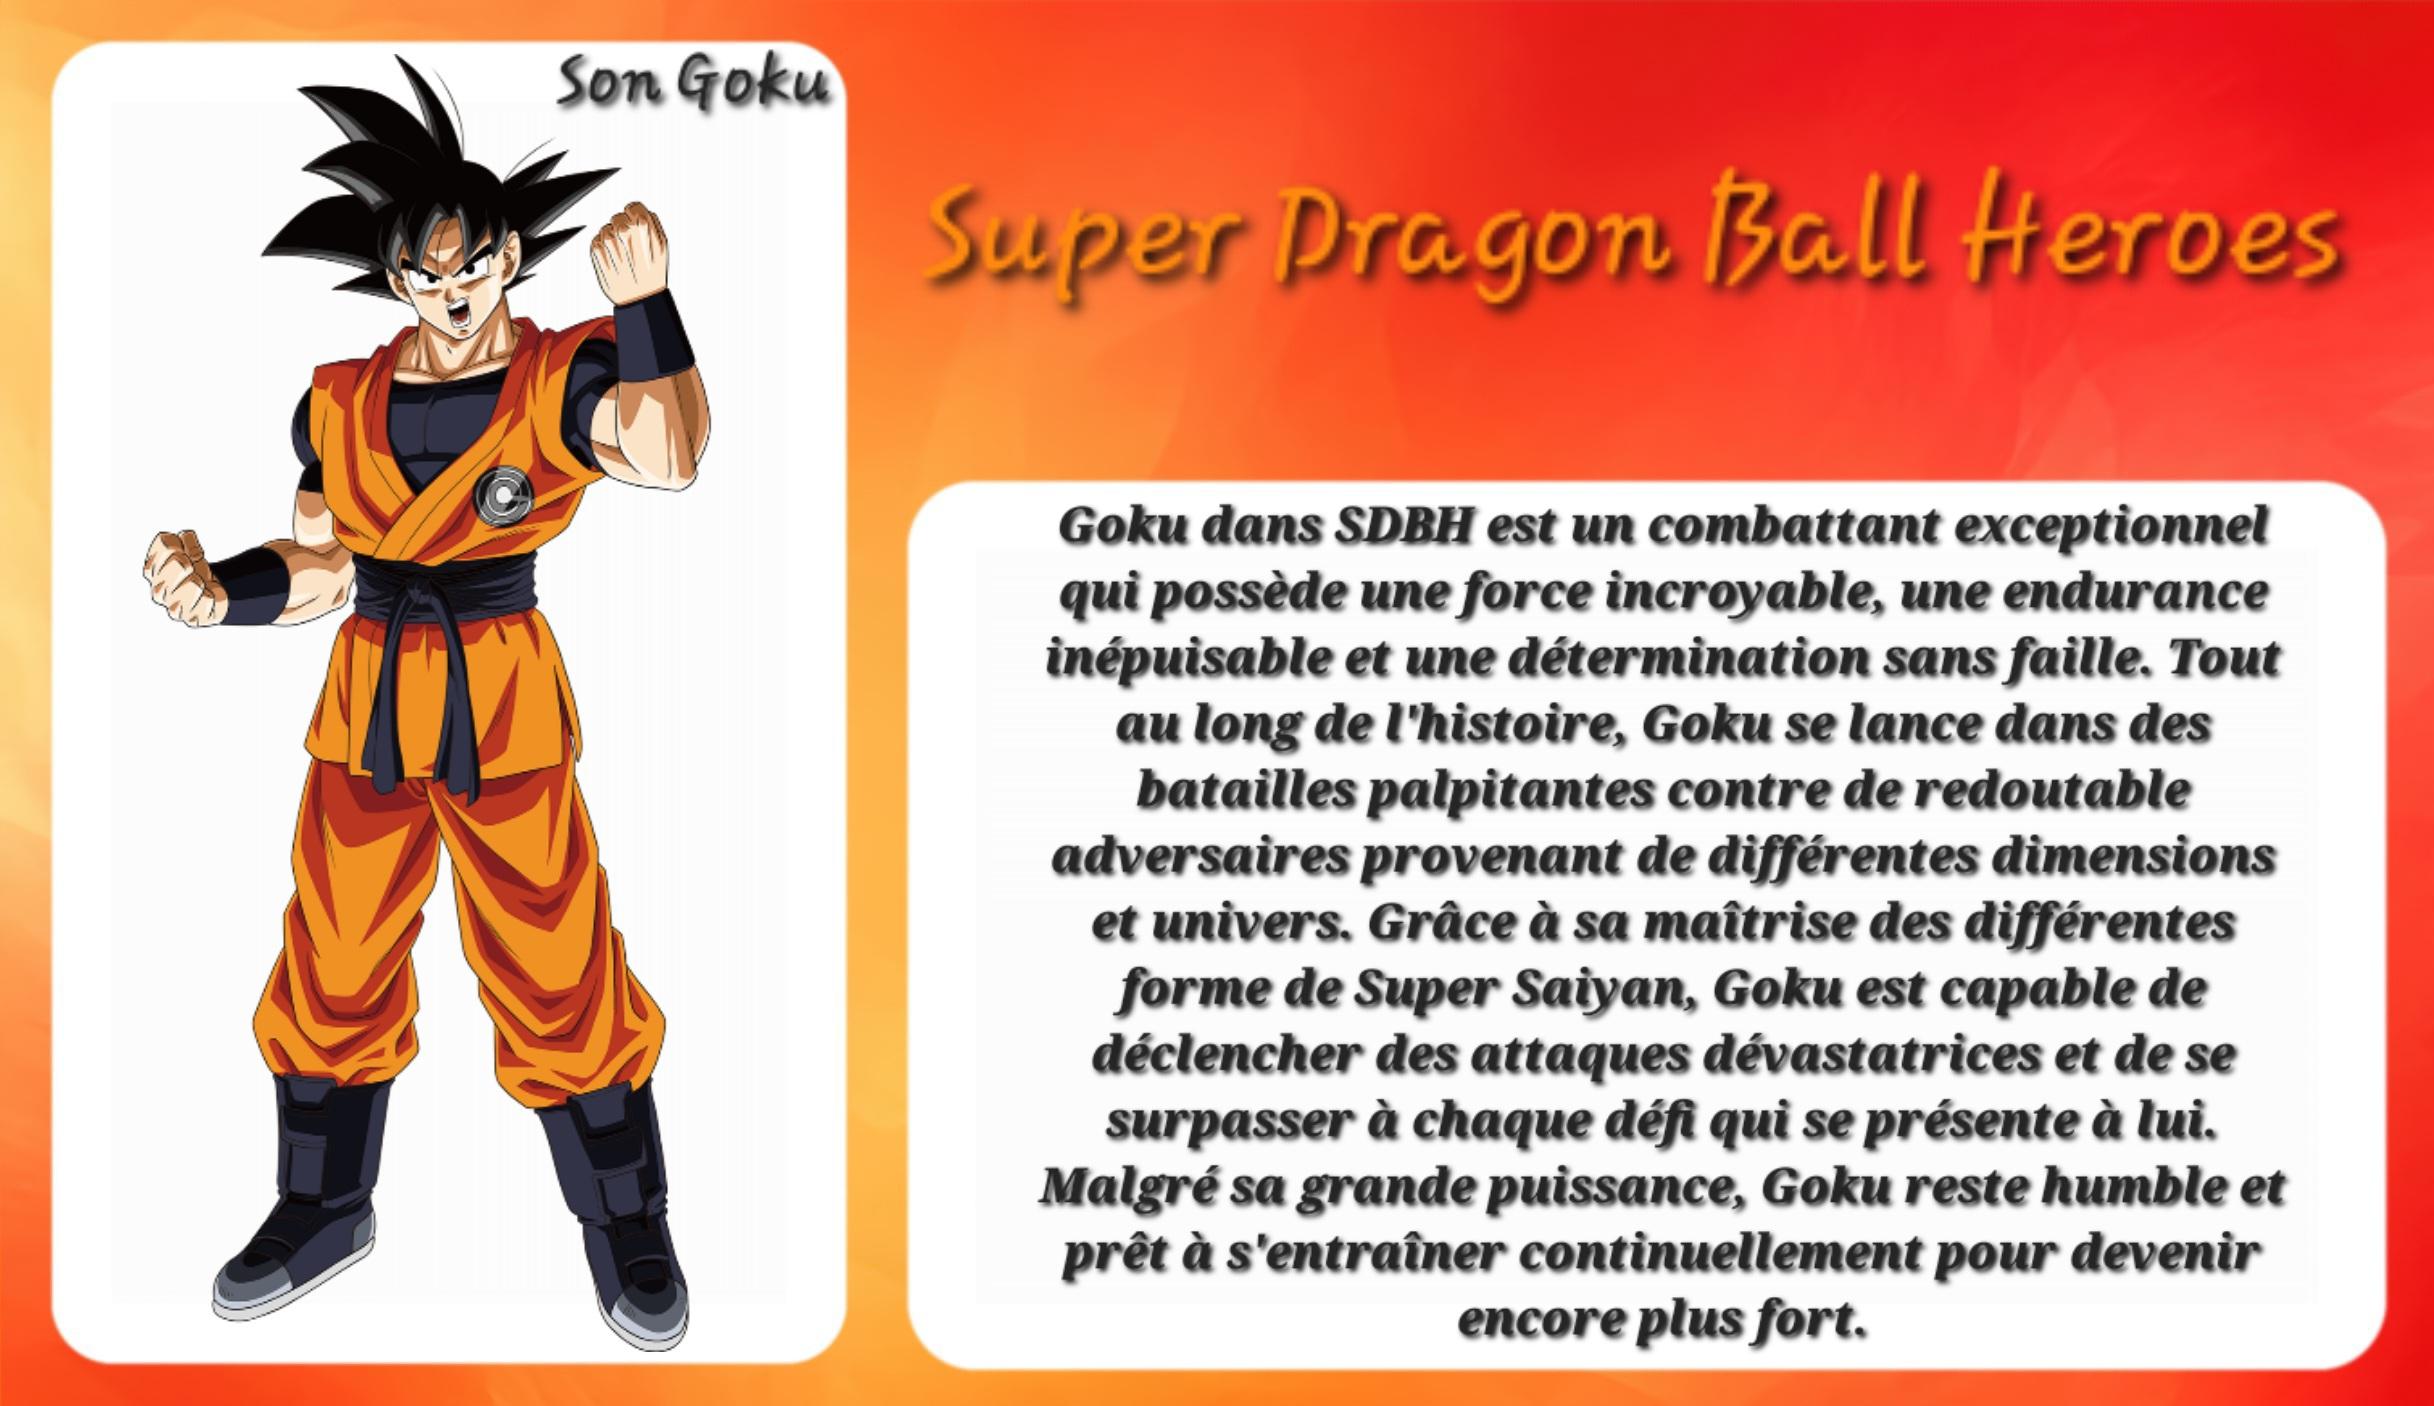 Son Goku
Super Dragon Ball Heroes
Goku dans SDBH est un combattant exceptionnel
qui possède une force incroyable, une endurance
inépuisable et une détermination sans faille. Tout
au long de l'histoire, Goku se lance dans des
batailles palpitantes contre de redoutable
adversaires provenant de différentes dimensions
et univers. Grâce à sa maîtrise des différentes
forme de Super Saiyan, Goku est capable de
déclencher des attaques dévastatrices et de se
surpasser à chaque défi qui se présente à lui.
Malgré sa grande puissance, Goku reste humble et
prêt à s'entraîner continuellement pour devenir
encore plus fort.